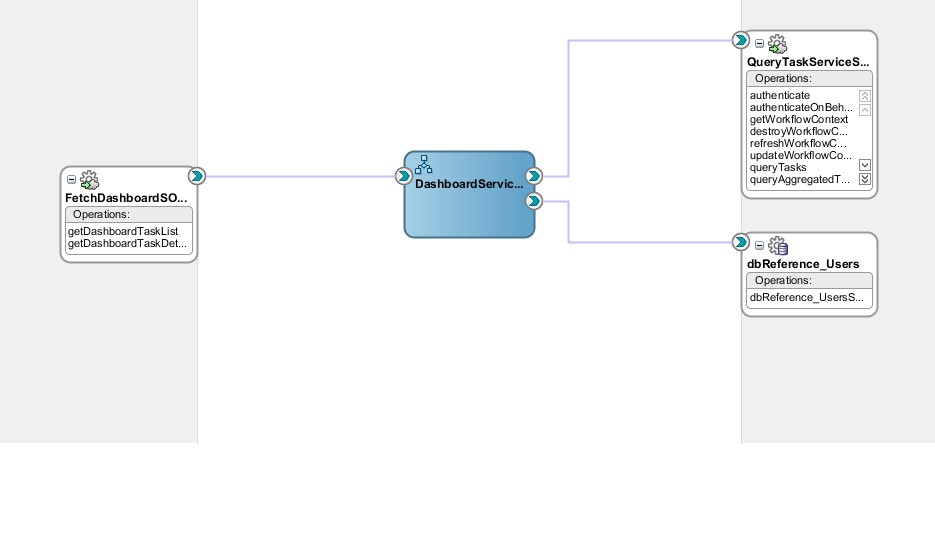 FetchDashboardSO...
Operations:
getDashboardTaskList
getDashboardTaskDet...
DashboardServic...
QueryTaskServiceS...
Operations:
authenticate
authenticateOnBeh...
getWorkflowContext
destroyWorkflowC...
refreshWorkflowC...
updateWorkflowCo...
queryTasks
queryAggregatedT...
dbReference_Users
Operations:
dbReference_UsersS...